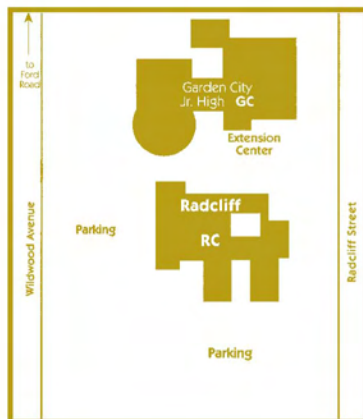 to
Ford
Road
Garden City
Jr. High GC
Extension
Center
Radcliff
RC
Parking
Wildwood Avenue
Radcliff Street
Parking